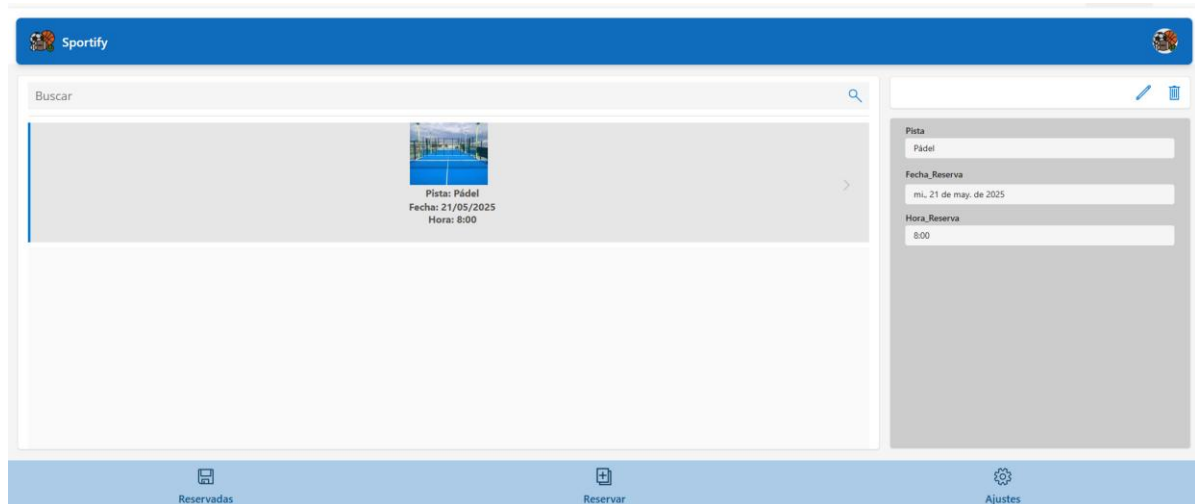 Sportify
Buscar
Pista: Pádel
Fecha: 21/05/2025
Hora: 8:00
Pista
Pádel
Fecha_Reserva
mi., 21 de may. de 2025
Hora_Reserva
8:00
Reservadas
Reservar
Ajustes